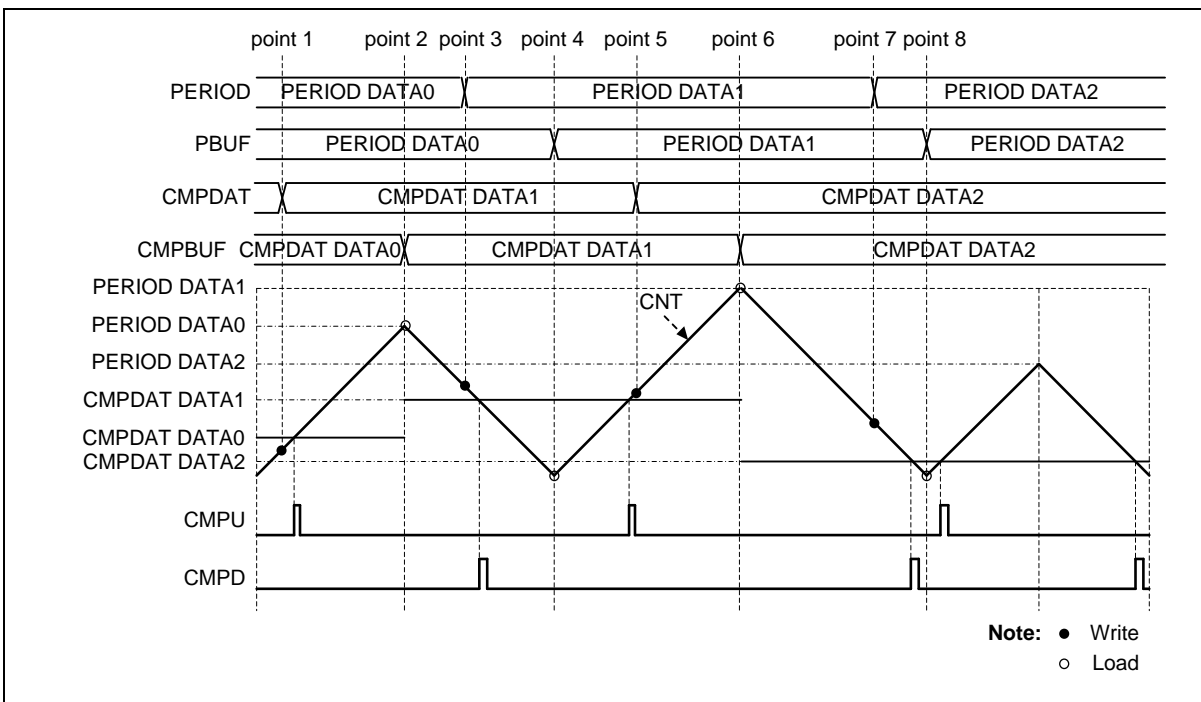 point 1 point 2 point 3 point 4 point 5 point 6 point 7 point 8
PERIOD PERIOD DATA0 PERIOD DATA1 PERIOD DATA2
PBUF PERIOD DATA0 PERIOD DATA1 PERIOD DATA2
CMPDAT CMPDAT DATA1 CMPDAT DATA2
CMPBUF CMPDAT DATA0 CMPDAT DATA1 CMPDAT DATA2
PERIOD DATA1
CNT
PERIOD DATA0
PERIOD DATA2
CMPDAT DATA1
CMPDAT DATA0
CMPDAT DATA2
CMPU
CMPD
Note: ● Write
○ Load